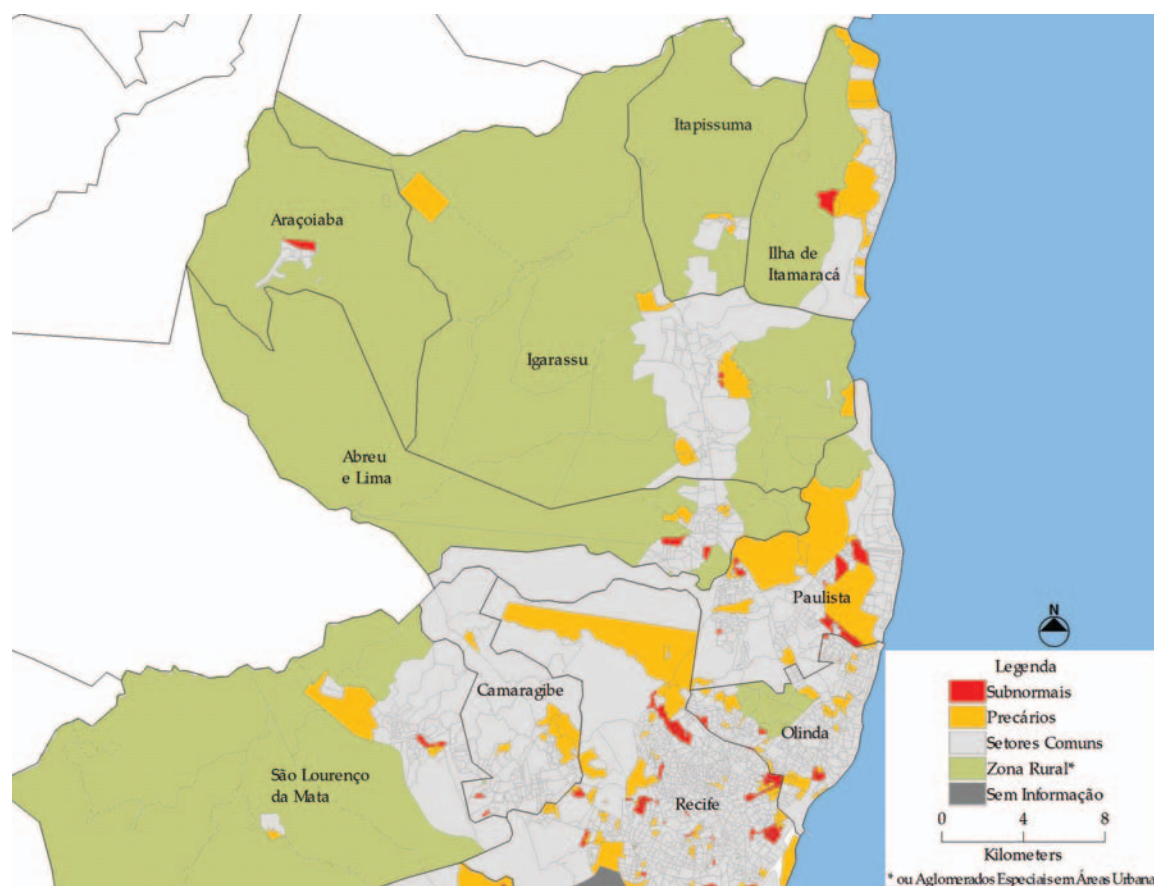 Itapissuma
Araçoiaba
Ilha de
Itamaracá
Igarassu
Abreu
e Lima
Paulista
Camaragibe
Olinda
São Lourenço
da Mata
Recife
N
Legenda
Subnormais
Precários
Setores Comuns
Zona Rural*
Sem Informação
0 4 8
Kilometers
* ou Aglomerados Especiais em Áreas Urbana